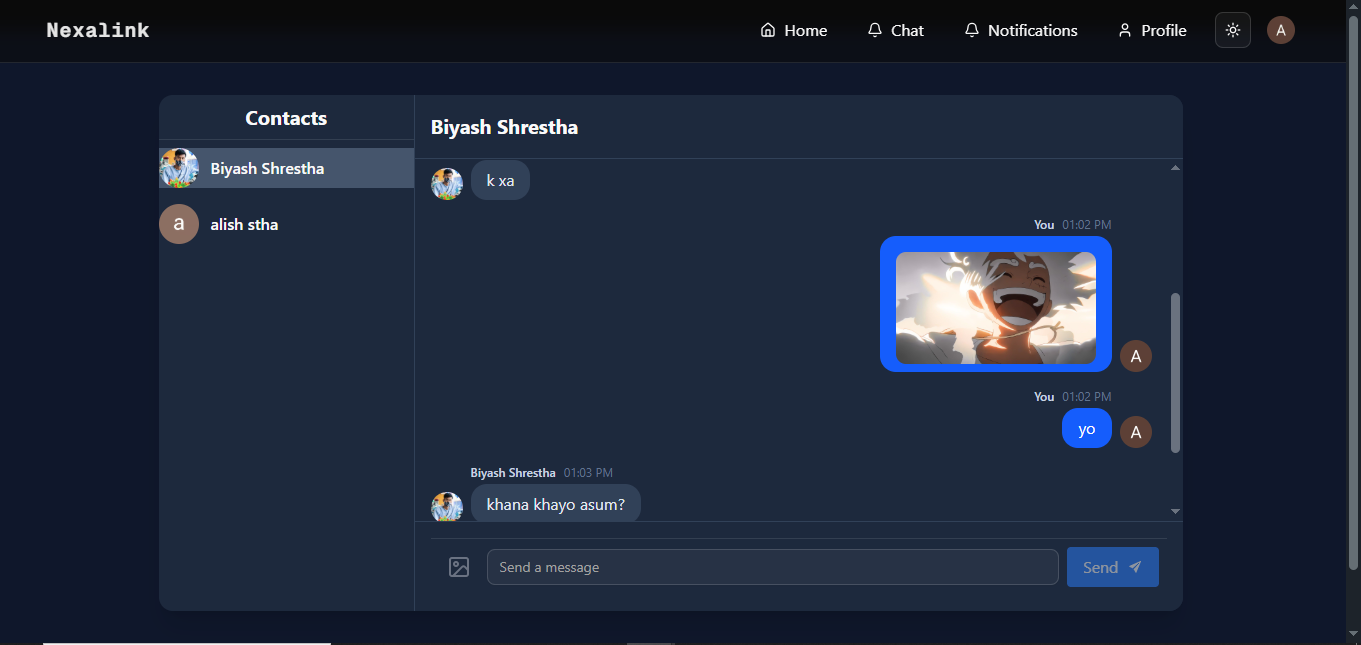 Nexalink
Home
Chat
Notifications
Profile
A
Contacts
Biyash Shrestha
a
alish stha
Biyash Shrestha
k xa
You 01:02 PM
A
You 01:02 PM
yo
A
Biyash Shrestha 01:03 PM
khana khayo asum?
Send a message
Send